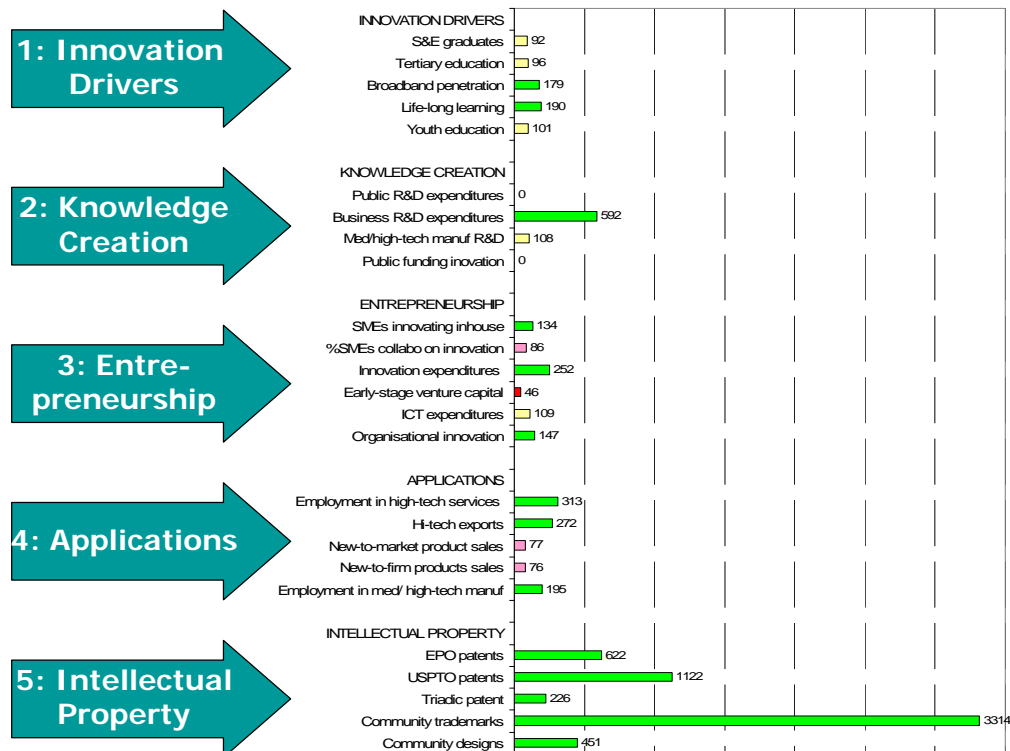 1: Innovation
Drivers
INNOVATION DRIVERS
S&E graduates 92
Tertiary education 96
Broadband penetration 179
Life-long learning 190
Youth education 101
2: Knowledge
Creation
KNOWLEDGE CREATION
Public R&D expenditures 0
Business R&D expenditures 592
Med/high-tech manuf R&D 108
Public funding inovation 0
3: Entre-
preneurship
ENTREPRENEURSHIP
SMEs innovating inhouse 134
%SMEs collabo on innovation 86
Innovation expenditures 252
Early-stage venture capital 46
ICT expenditures 109
Organisational innovation 147
4: Applications
APPLICATIONS
Employment in high-tech services 313
Hi-tech exports 272
New-to-market product sales 77
New-to-firm products sales 76
Employment in med/ high-tech manuf 195
5: Intellectual
Property
INTELLECTUAL PROPERTY
EPO patents 622
USPTO patents 1122
Triadic patent 226
Community trademarks 3314
Community designs 451